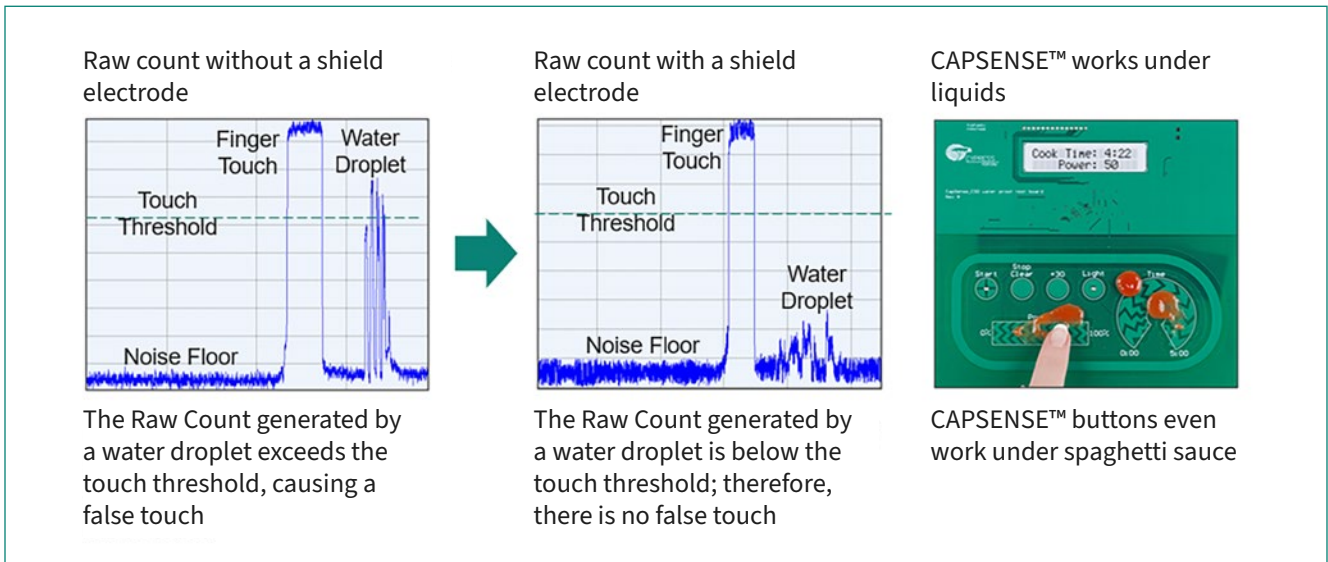 Raw count without a shield
electrode
Finger
Touch
Water
Droplet
Touch
Threshold
Noise Floor
The Raw Count generated by
a water droplet exceeds the
touch threshold, causing a
false touch
Raw count with a shield
electrode
Finger
Touch
Touch
Threshold
Water
Droplet
Noise Floor
The Raw Count generated by
a water droplet is below the
touch threshold; therefore,
there is no false touch
CAPSENSE™ works under
liquids
CYPRESS
Cook Time: 4:22
Power: 50
Start
Stop
Clear
+30
Light
Time
0%
100%
0:00
5:00
CAPSENSE™ buttons even
work under spaghetti sauce